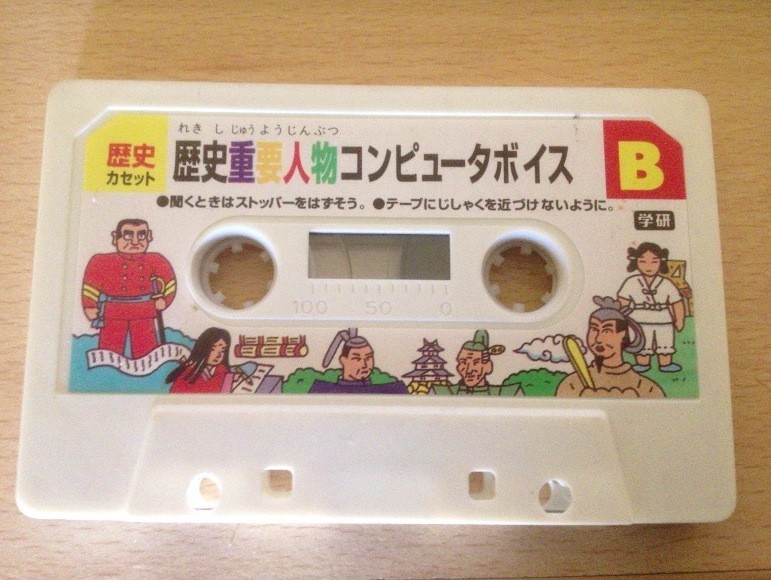 れきしじゅうようじんぶつ
歴史
カセット
歴史重要人物コンピュータボイス
B
●聞くときはストッパーをはずそう。●テープにじしゃくを近づけないように。
学研
100 50 0